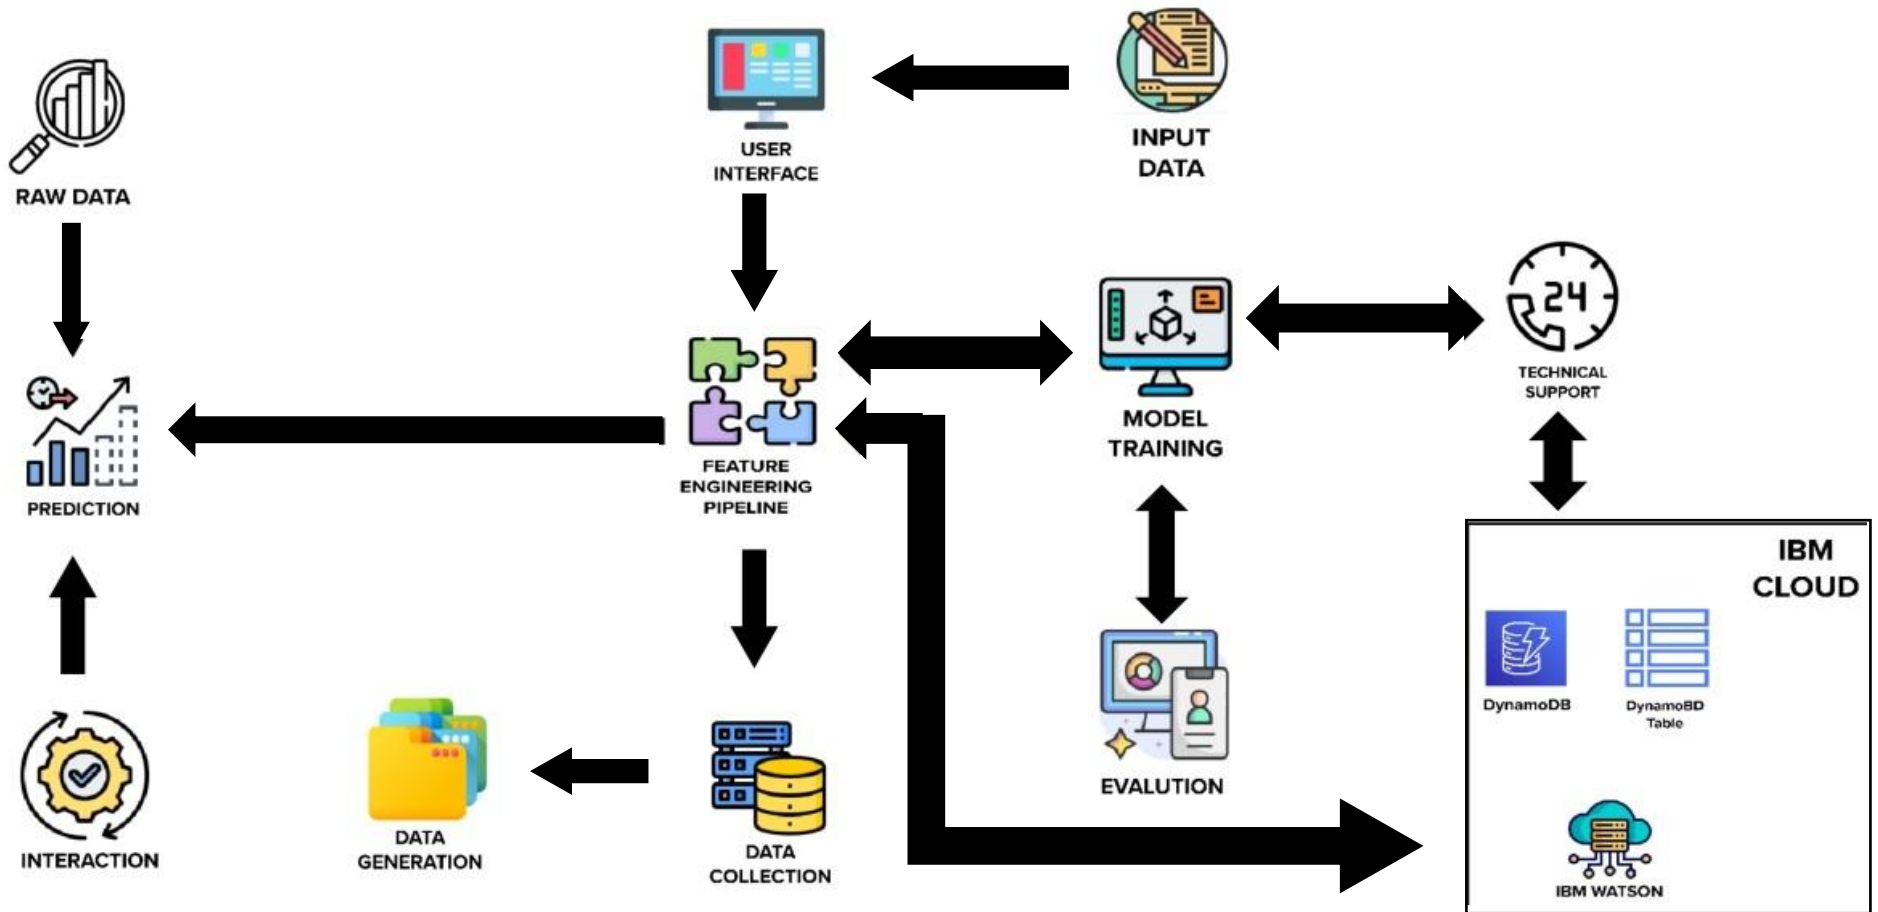 INPUT
DATA
USER
INTERFACE
RAW DATA
24
TECHNICAL
SUPPORT
MODEL
TRAINING
FEATURE
ENGINEERING
PIPELINE
PREDICTION
IBM
CLOUD
DynamoDB
DynamoBD
Table
EVALUTION
DATA
GENERATION
DATA
COLLECTION
INTERACTION
IBM WATSON